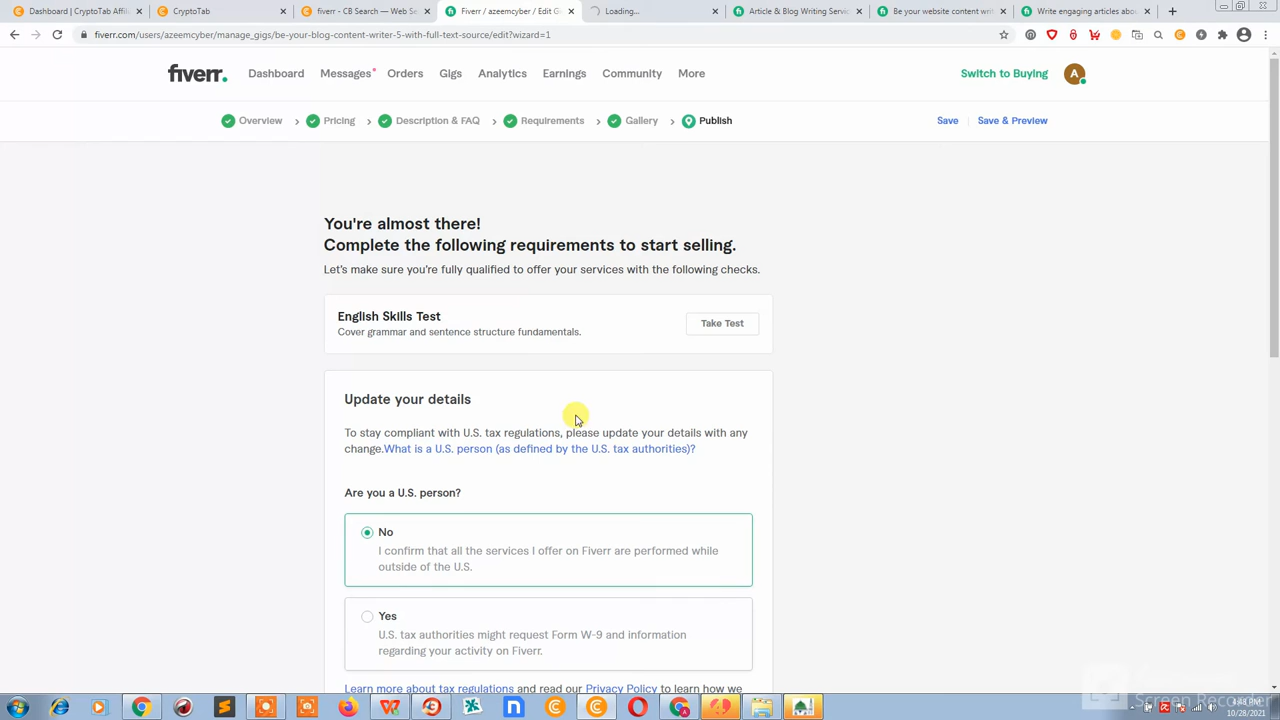 Dashboard | CryptoTab Affili
CryptoTab
fiverr - CB Search — Web Se
Fiverr / azeemcyber / Edit G
Loading...
Article & Blog Writing Servic
Be your website content writ
Write engaging articles abou
fiverr.com/users/azeemcyber/manage_gigs/be-your-blog-content-writer-5-with-full-text-source/edit?wizard=1
fiverr.
Dashboard
Messages
Orders
Gigs
Analytics
Earnings
Community
More
Switch to Buying
A
Overview
Pricing
Description & FAQ
Requirements
Gallery
Publish
Save
Save & Preview
You're almost there!
Complete the following requirements to start selling.
Let's make sure you're fully qualified to offer your services with the following checks.
English Skills Test
Cover grammar and sentence structure fundamentals.
Take Test
Update your details
To stay compliant with U.S. tax regulations, please update your details with any
change.What is a U.S. person (as defined by the U.S. tax authorities)?
Are you a U.S. person?
No
I confirm that all the services I offer on Fiverr are performed while
outside of the U.S.
Yes
U.S. tax authorities might request Form W-9 and information
regarding your activity on Fiverr.
Learn more about tax regulations and read our Privacy Policy to learn how we
Screen Recorder
4:48 PM
10/28/2021